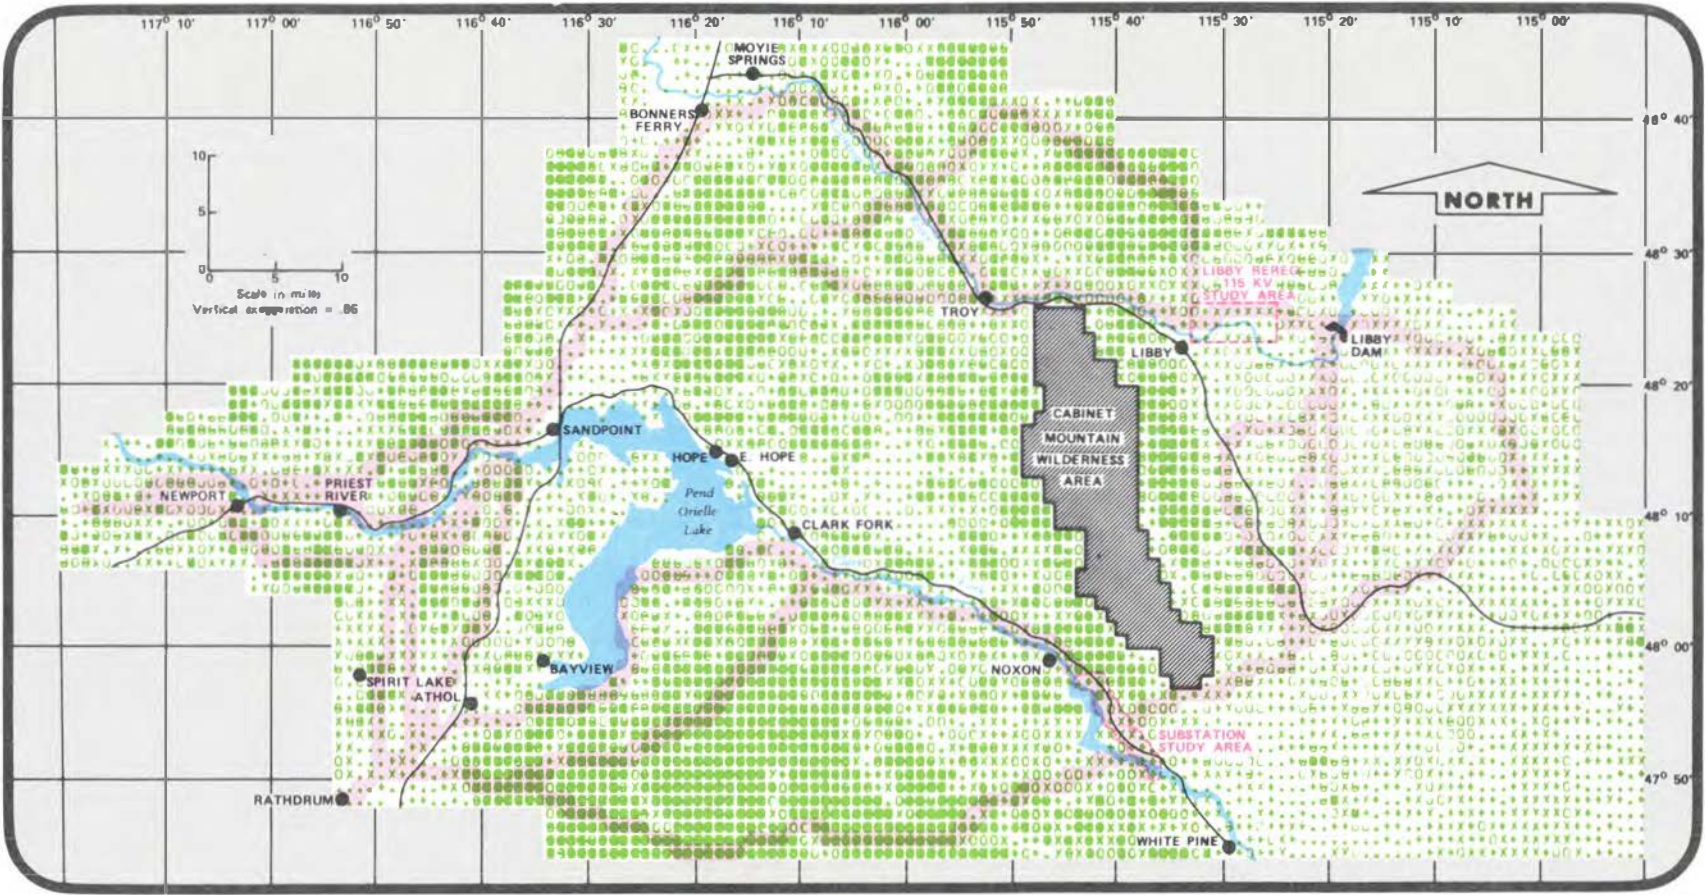 117° 10' 117° 00' 116° 50' 116° 40' 116° 30' 116° 20' 116° 10' 116° 00' 115° 50' 115° 40' 115° 30' 115° 20' 115° 10' 115° 00'
MOYIE
SPRINGS
BONNERS
FERRY
40'
10
5
0
0 5 10
Scale in miles
Vertical exaggeration = .86
NORTH
48° 30'
LIBBY REREG
115 KV
STUDY AREA
TROY
LIBBY
LIBBY
DAM
48° 20'
CABINET
MOUNTAIN
WILDERNESS
AREA
SANDPOINT
HOPE
E. HOPE
Pend
Orielle
Lake
PRIEST
RIVER
NEWPORT
CLARK FORK
48° 10'
48° 00'
BAYVIEW
SPIRIT LAKE
ATHOL
NOXON
SUBSTATION
STUDY AREA
47° 50'
RATHDRUM
WHITE PINE